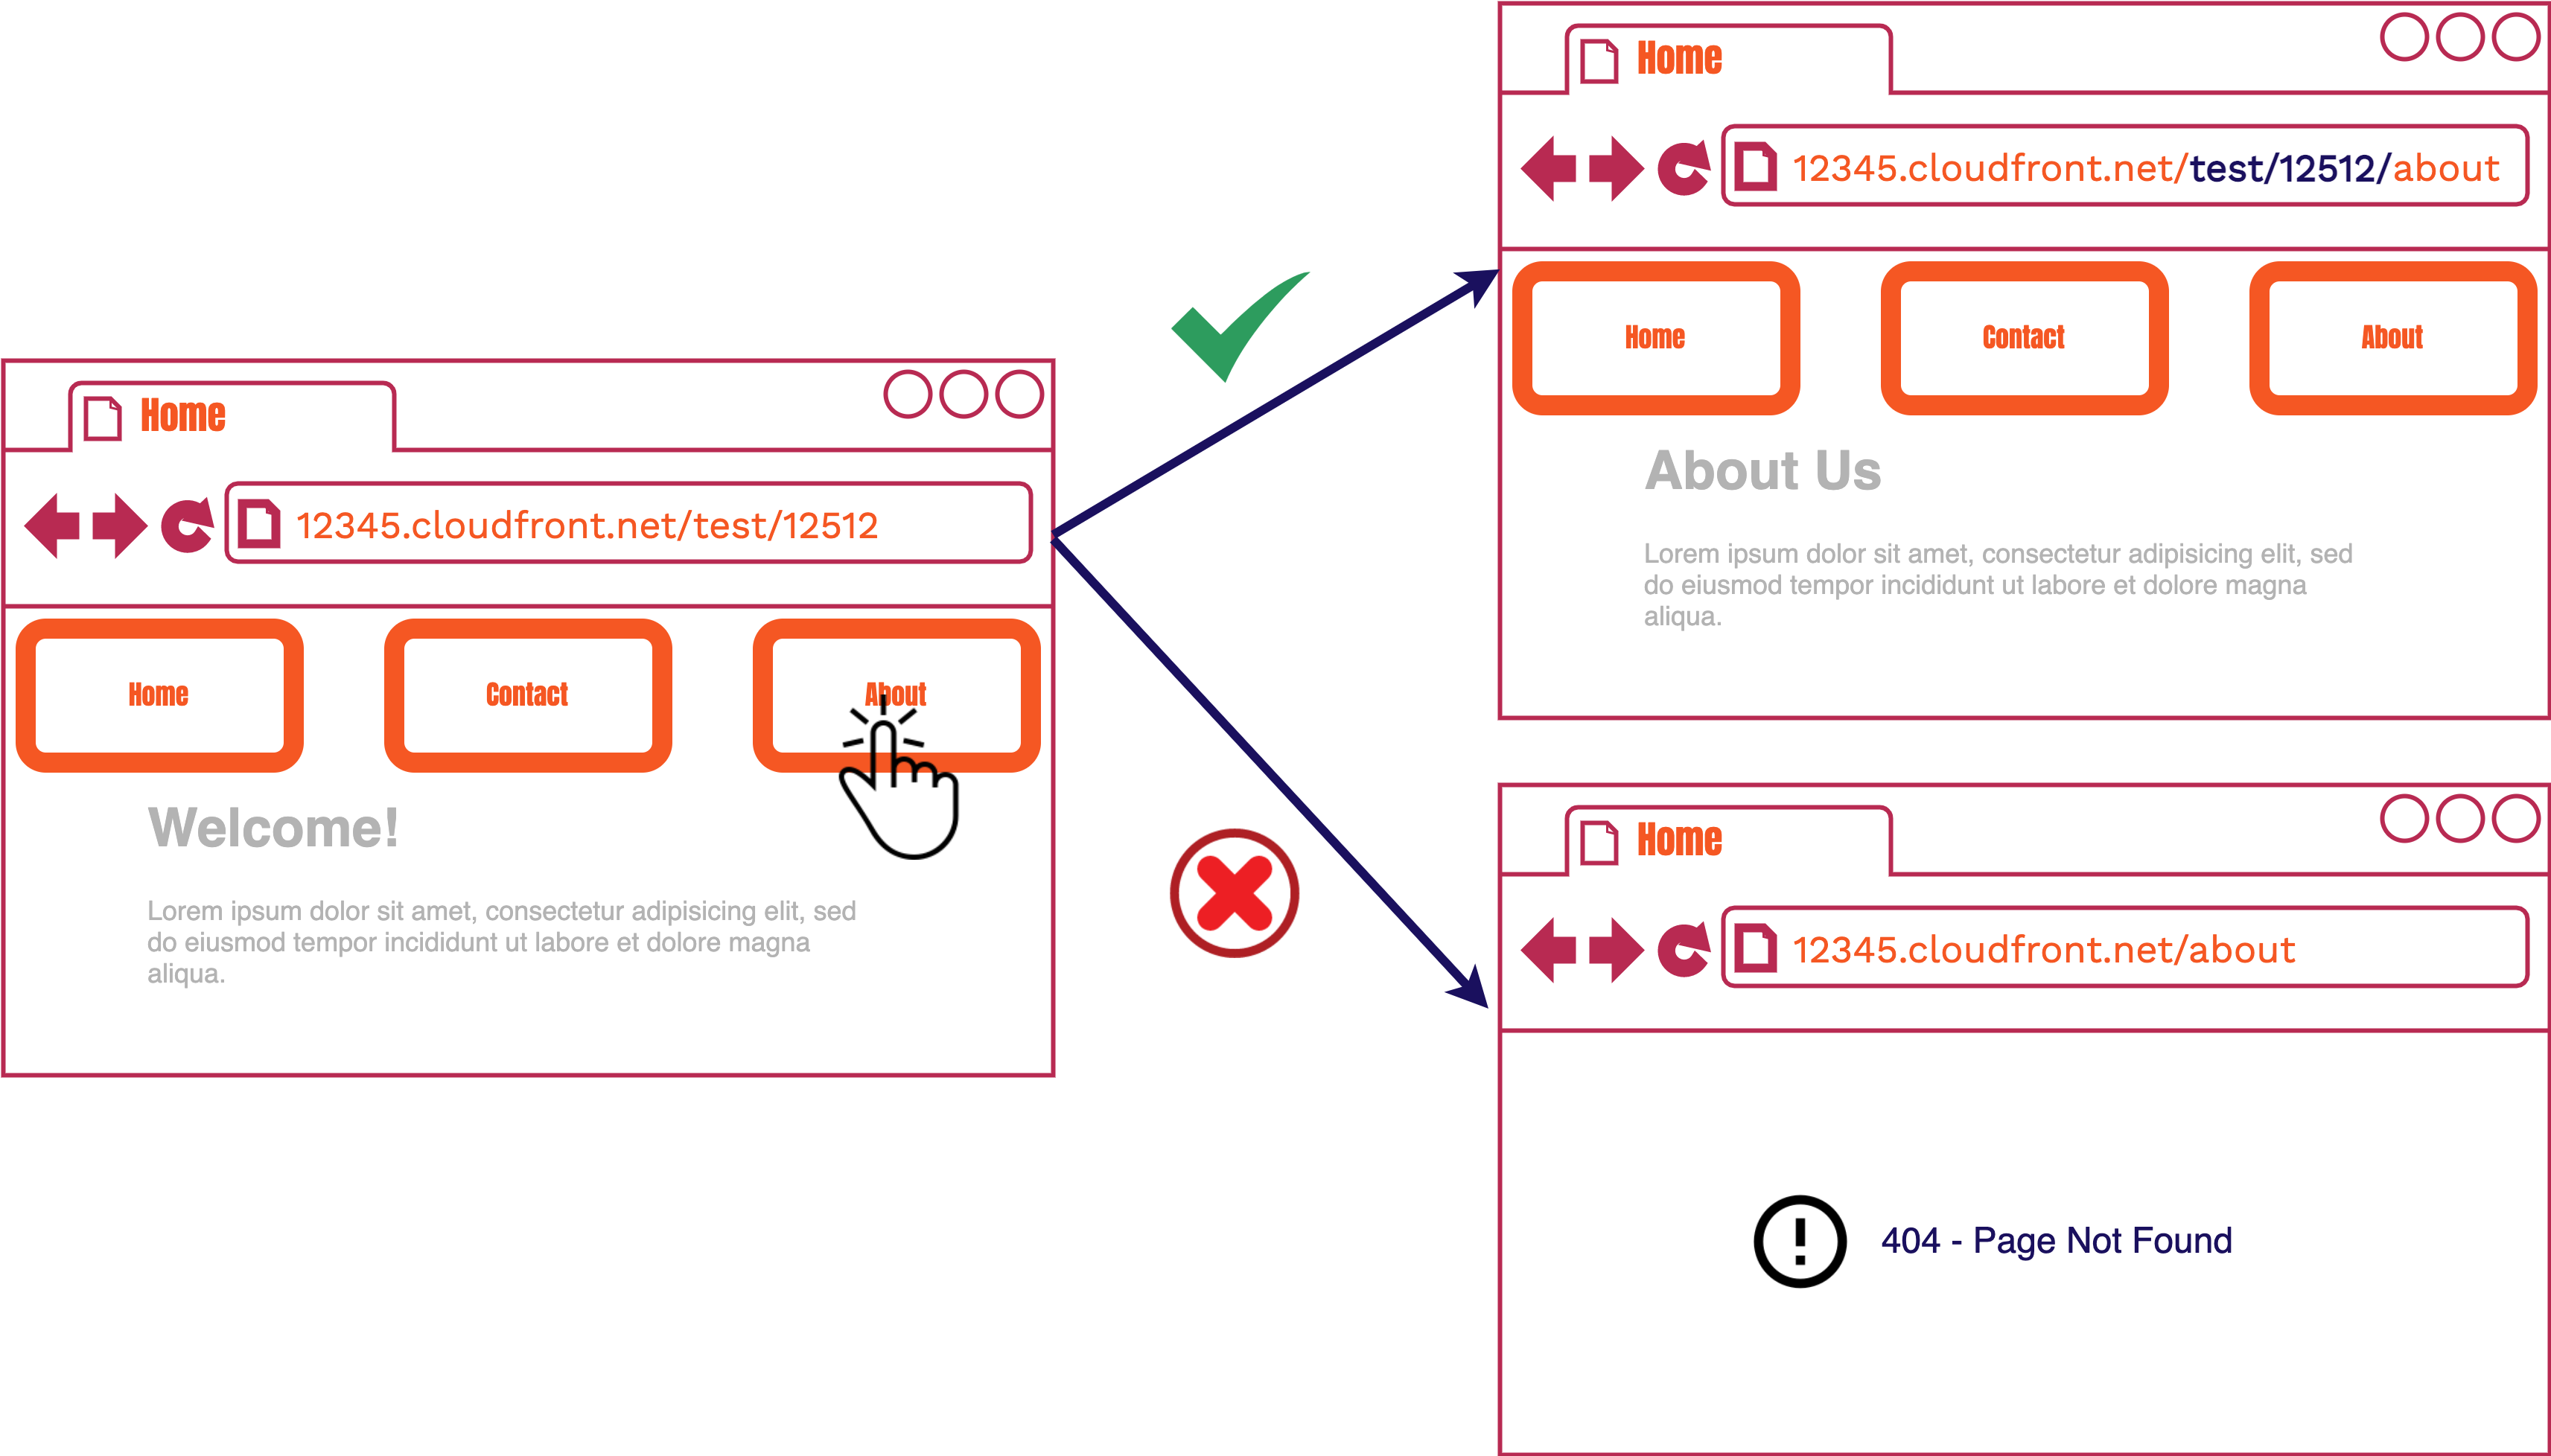 Home
12345.cloudfront.net/test/12512
Home
Contact
About
Welcome!
Lorem ipsum dolor sit amet, consectetur adipisicing elit, sed
do eiusmod tempor incididunt ut labore et dolore magna
aliqua.
Home
12345.cloudfront.net/test/12512/about
Home
Contact
About
About Us
Lorem ipsum dolor sit amet, consectetur adipisicing elit, sed
do eiusmod tempor incididunt ut labore et dolore magna
aliqua.
Home
12345.cloudfront.net/about
404 - Page Not Found